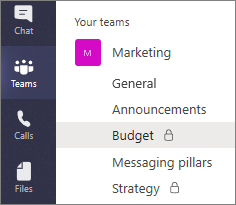 Chat
Teams
Calls
Files
Your teams
M
Marketing
General
Announcements
Budget
Messaging pillars
Strategy